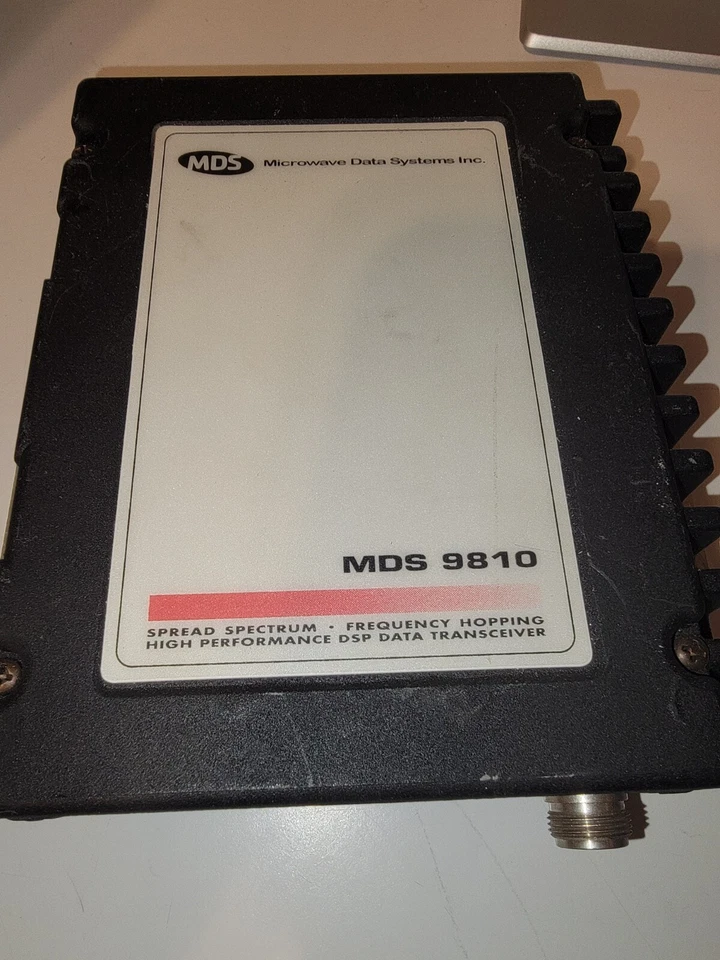 MDS Microwave Data Systems Inc.
MDS 9810
SPREAD SPECTRUM • FREQUENCY HOPPING
HIGH PERFORMANCE DSP DATA TRANSCEIVER